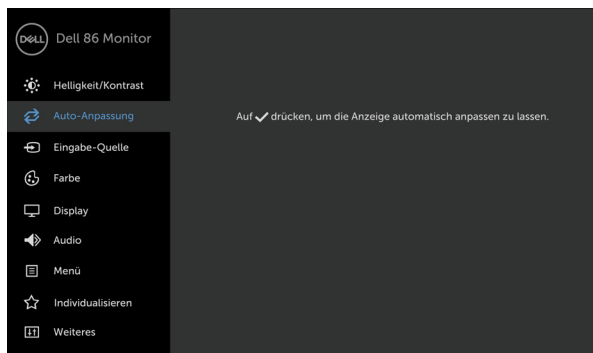 DELL Dell 86 Monitor
Helligkeit/Kontrast
Auto-Anpassung
Auf ✓ drücken, um die Anzeige automatisch anpassen zu lassen.
Eingabe-Quelle
Farbe
Display
Audio
Menü
Individualisieren
Weiteres